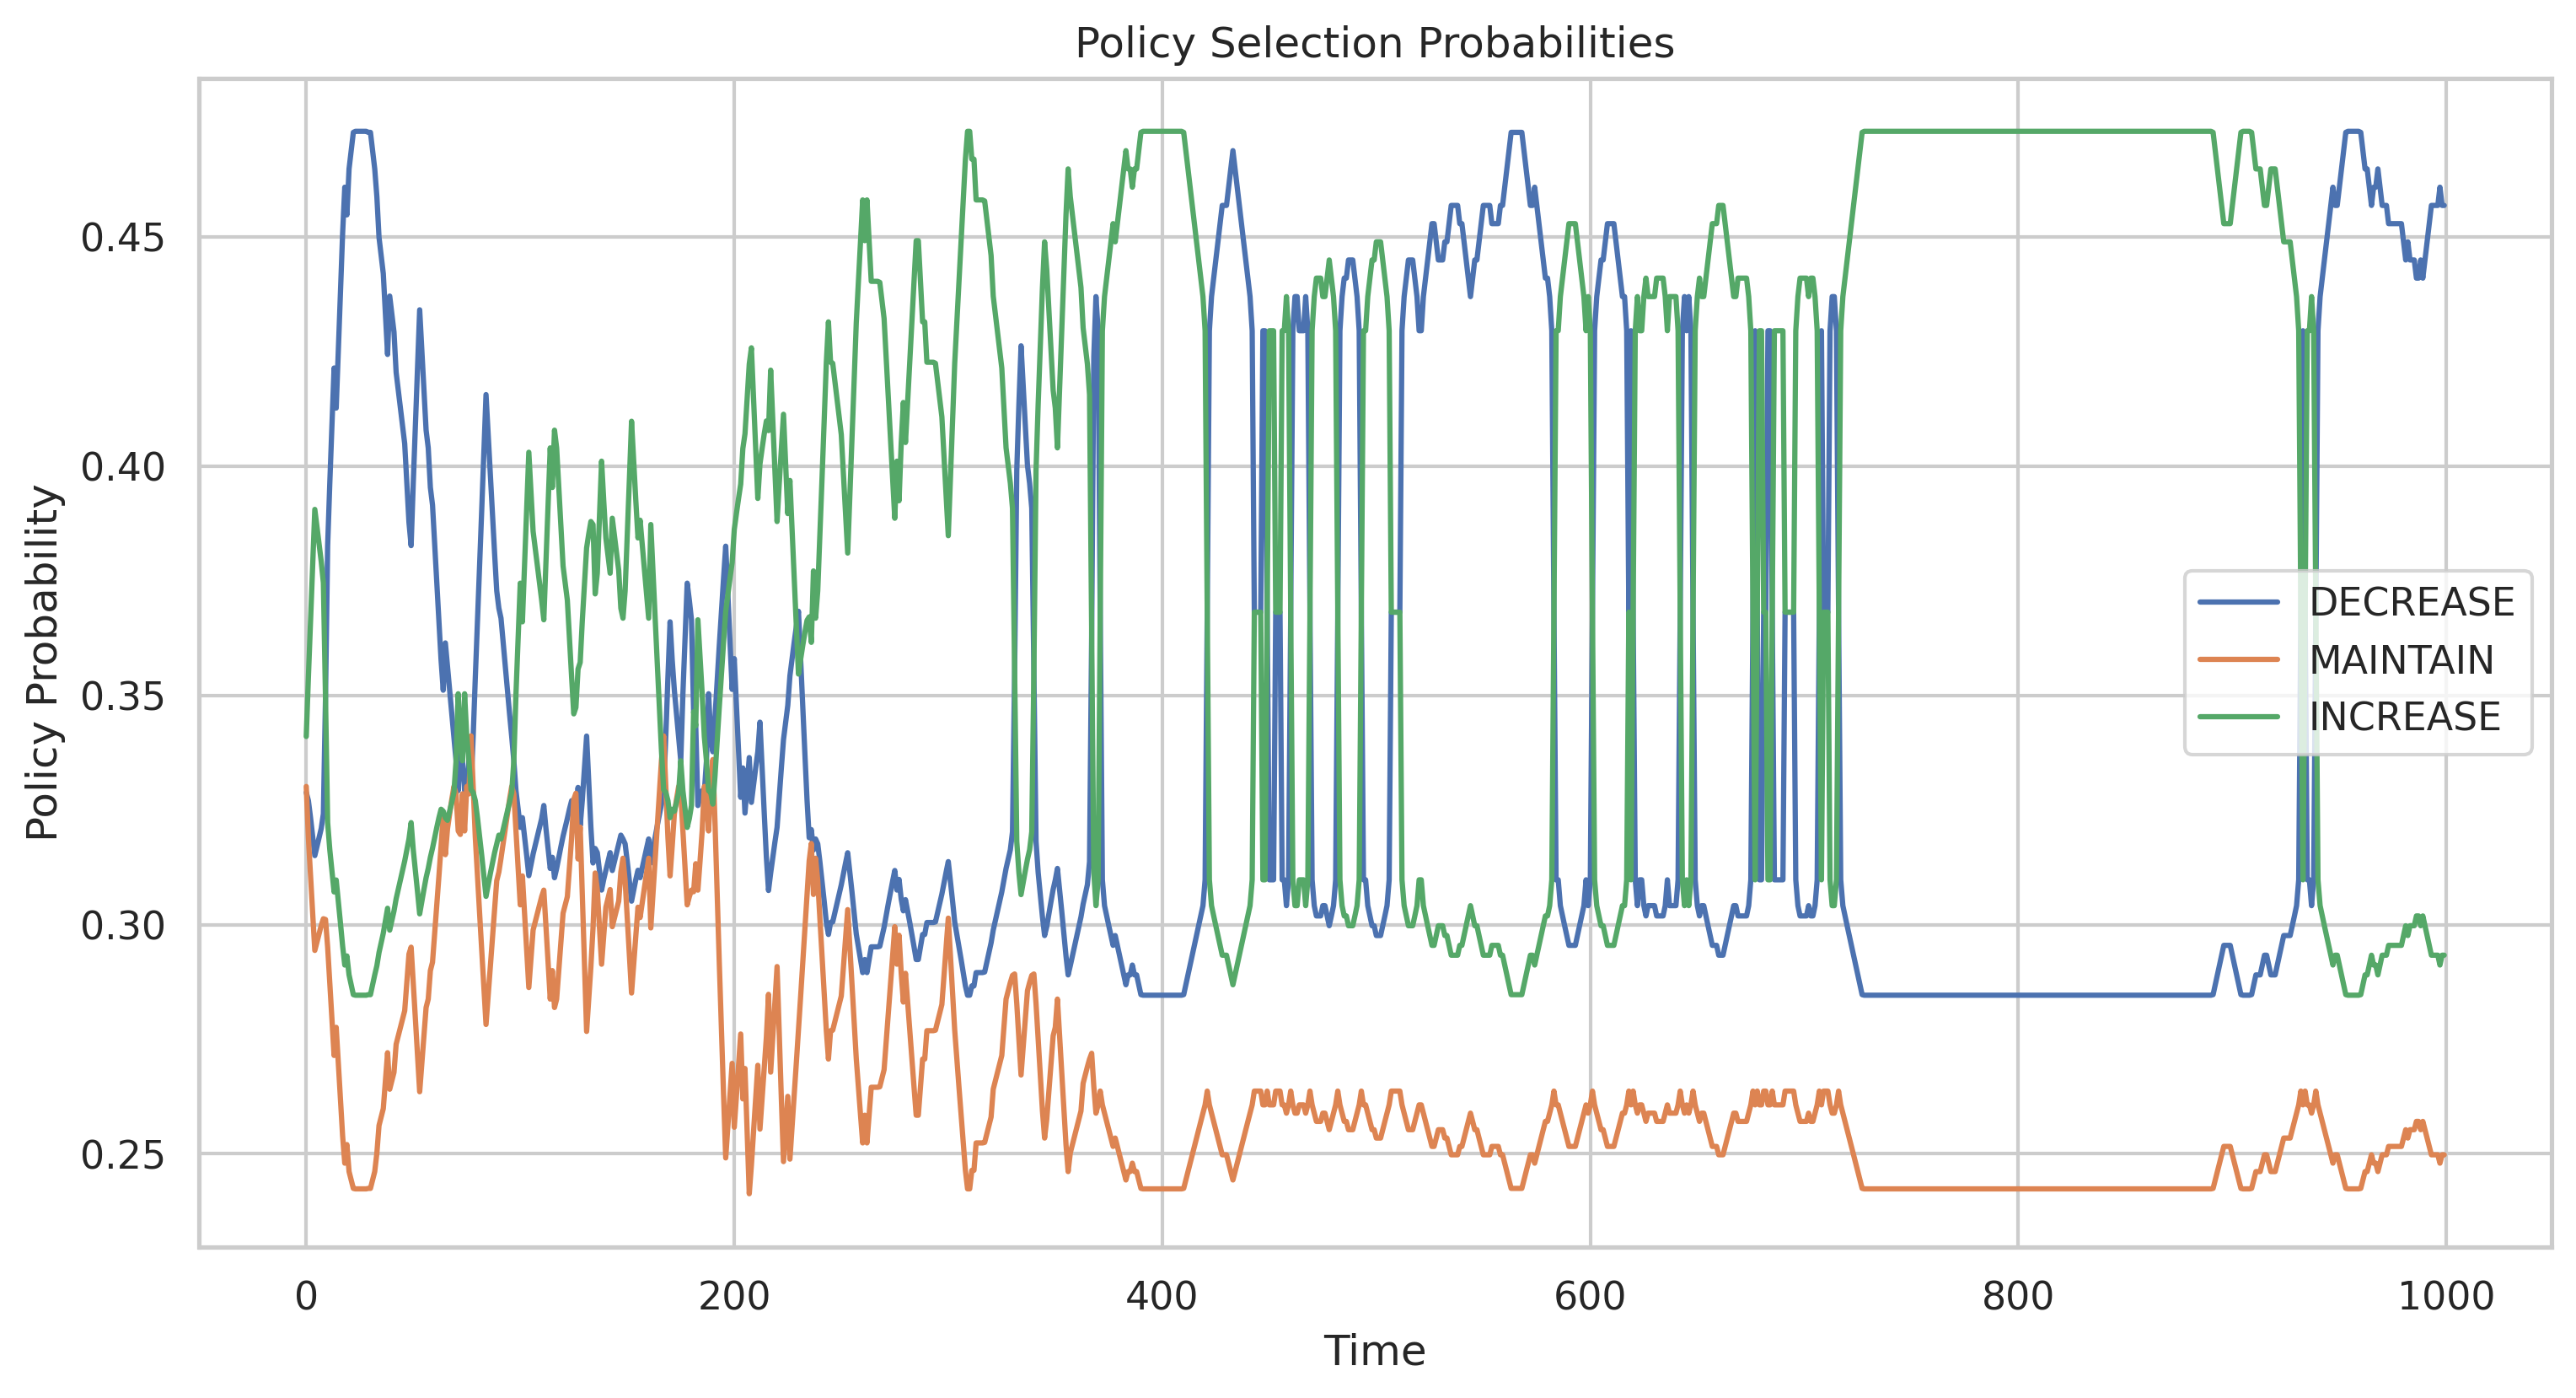 Policy Selection Probabilities
Policy Probability
0.45
0.40
0.35
0.30
0.25
DECREASE
MAINTAIN
INCREASE
0 200 400 600 800 1000
Time